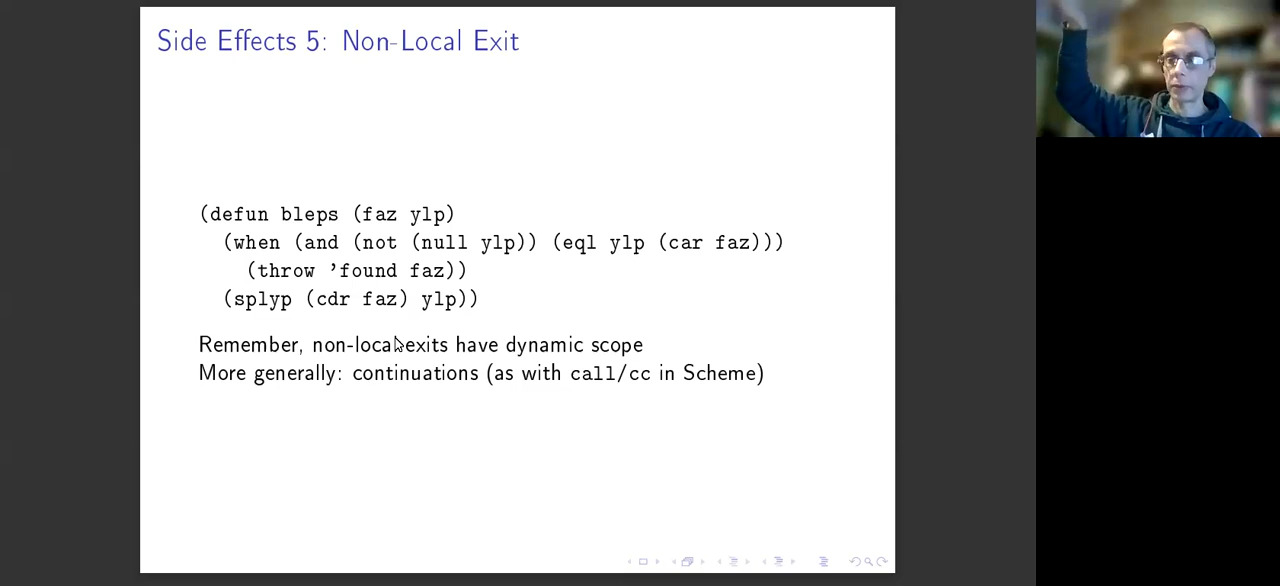 Side Effects 5: Non-Local Exit
(defun bleps (faz ylp)
(when (and (not (null ylp)) (eql ylp (car faz)))
(throw ’found faz))
(splyp (cdr faz) ylp))
Remember, non-local exits have dynamic scope
More generally: continuations (as with call/cc in Scheme)